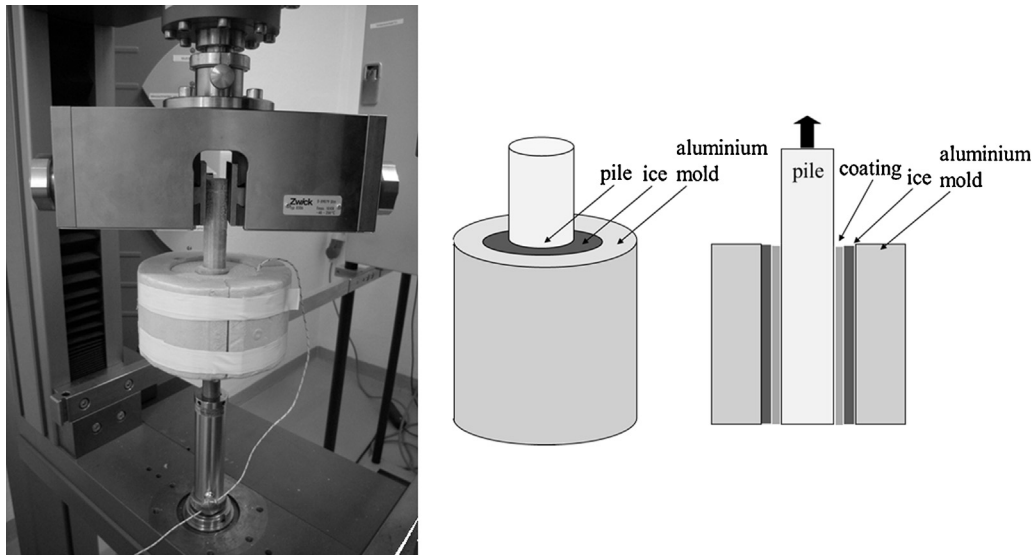 Zwick
pile ice aluminium mold
pile
coating
ice
aluminium
mold